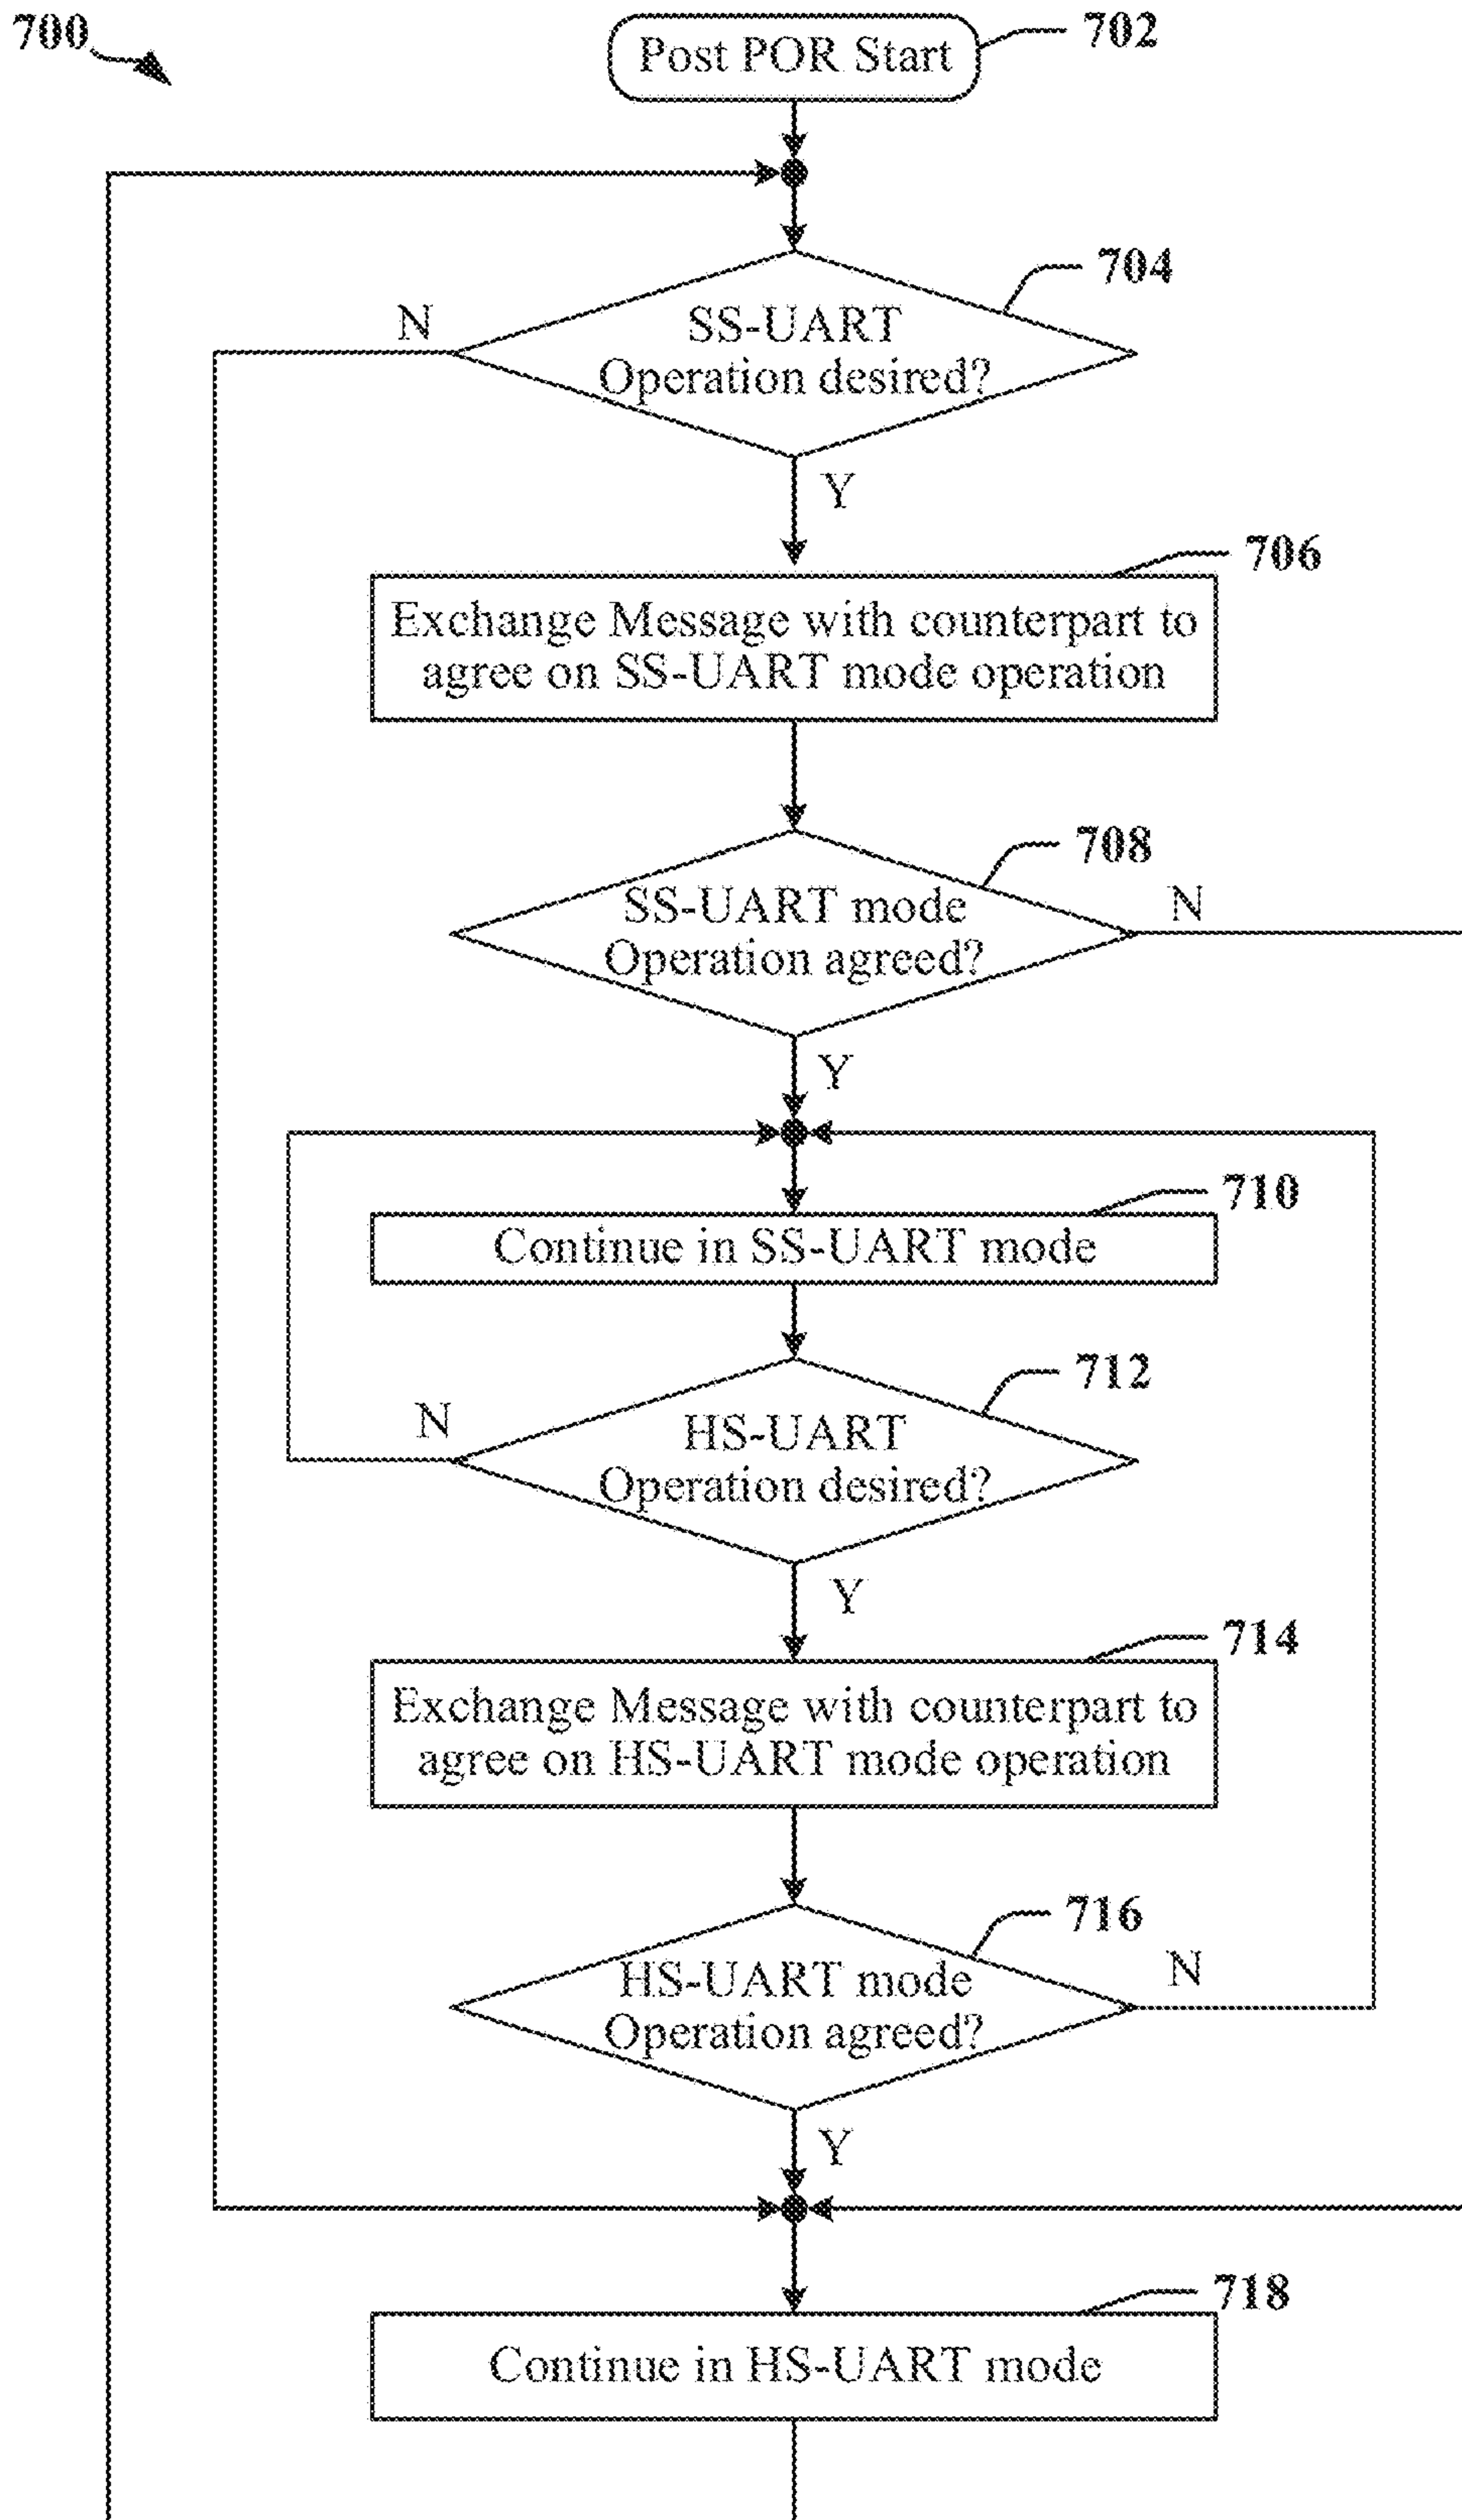 700
Post POR Start
702
704
N
SS-UART
Operation desired?
Y
706
Exchange Message with counterpart to
agree on SS-UART mode operation
708
SS-UART mode
Operation agreed?
N
Y
710
Continue in SS-UART mode
712
N
HS-UART
Operation desired?
Y
714
Exchange Message with counterpart to
agree on HS-UART mode operation
716
HS-UART mode
Operation agreed?
N
Y
718
Continue in HS-UART mode